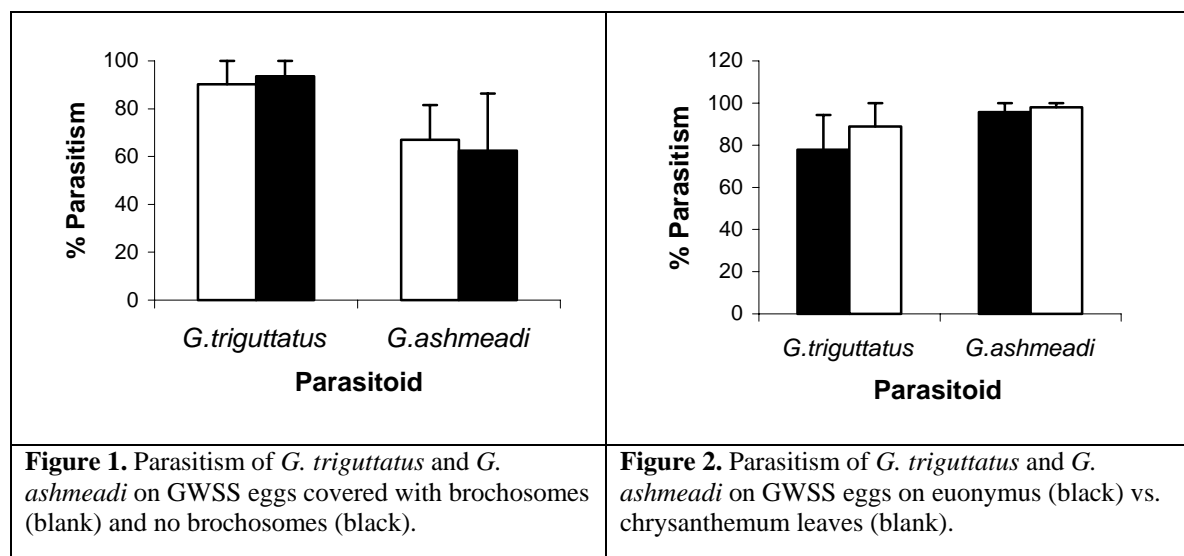 100
80
60
40
20
0
% Parasitism
G.triguttatus
G.ashmeadi
Parasitoid
Figure 1. Parasitism of G. triguttatus and G.
ashmeadi on GWSS eggs covered with brochosomes
(blank) and no brochosomes (black).
120
100
80
60
40
20
0
% Parasitism
G.triguttatus
G.ashmeadi
Parasitoid
Figure 2. Parasitism of G. triguttatus and G.
ashmeadi on GWSS eggs on euonymus (black) vs.
chrysanthemum leaves (blank).